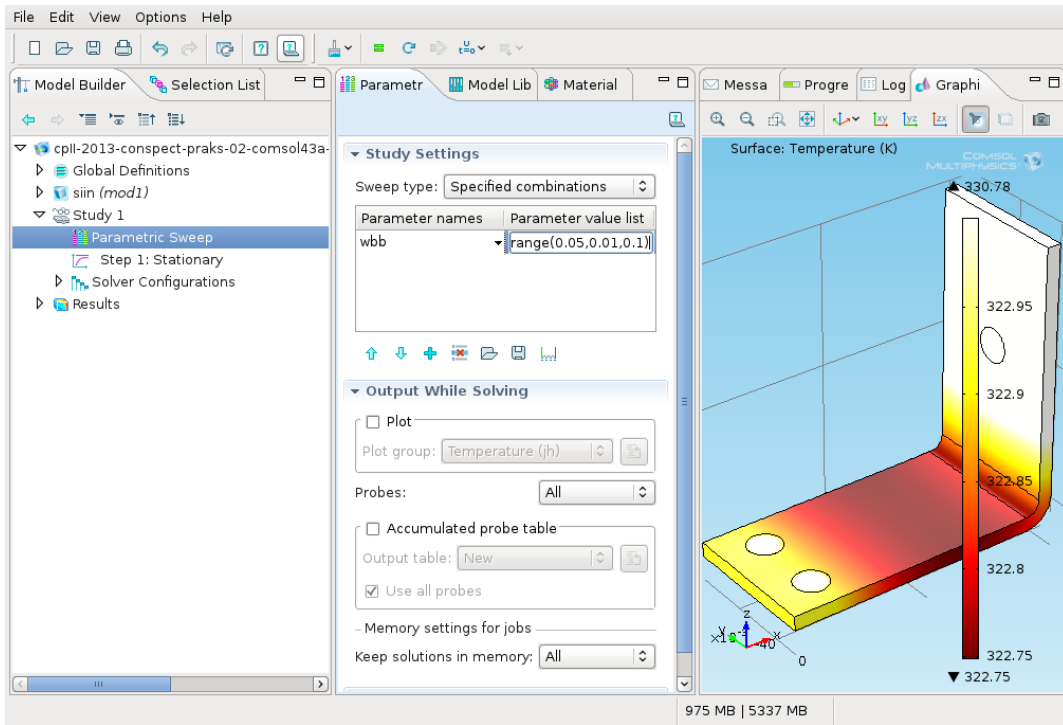 File Edit View Options Help
Model Builder
Selection List
cpII-2013-conspect-praks-02-comsol43a-
Global Definitions
siin (mod1)
Study 1
Parametric Sweep
Step 1: Stationary
Solver Configurations
Results
Parametr
Model Lib
Material
Study Settings
Sweep type: Specified combinations
Parameter names Parameter value list
wbb range(0.05,0.01,0.1)
Output While Solving
Plot
Plot group: Temperature (jh)
Probes: All
Accumulated probe table
Output table: New
Use all probes
Memory settings for jobs
Keep solutions in memory: All
Messa
Progre
Log
Graphi
xy yz zx
Surface: Temperature (K)
COMSOL
MULTIPHYSICS
▲ 330.78
322.95
322.9
322.85
322.8
322.75
▼ 322.75
z
y
x
-40
0
975 MB | 5337 MB